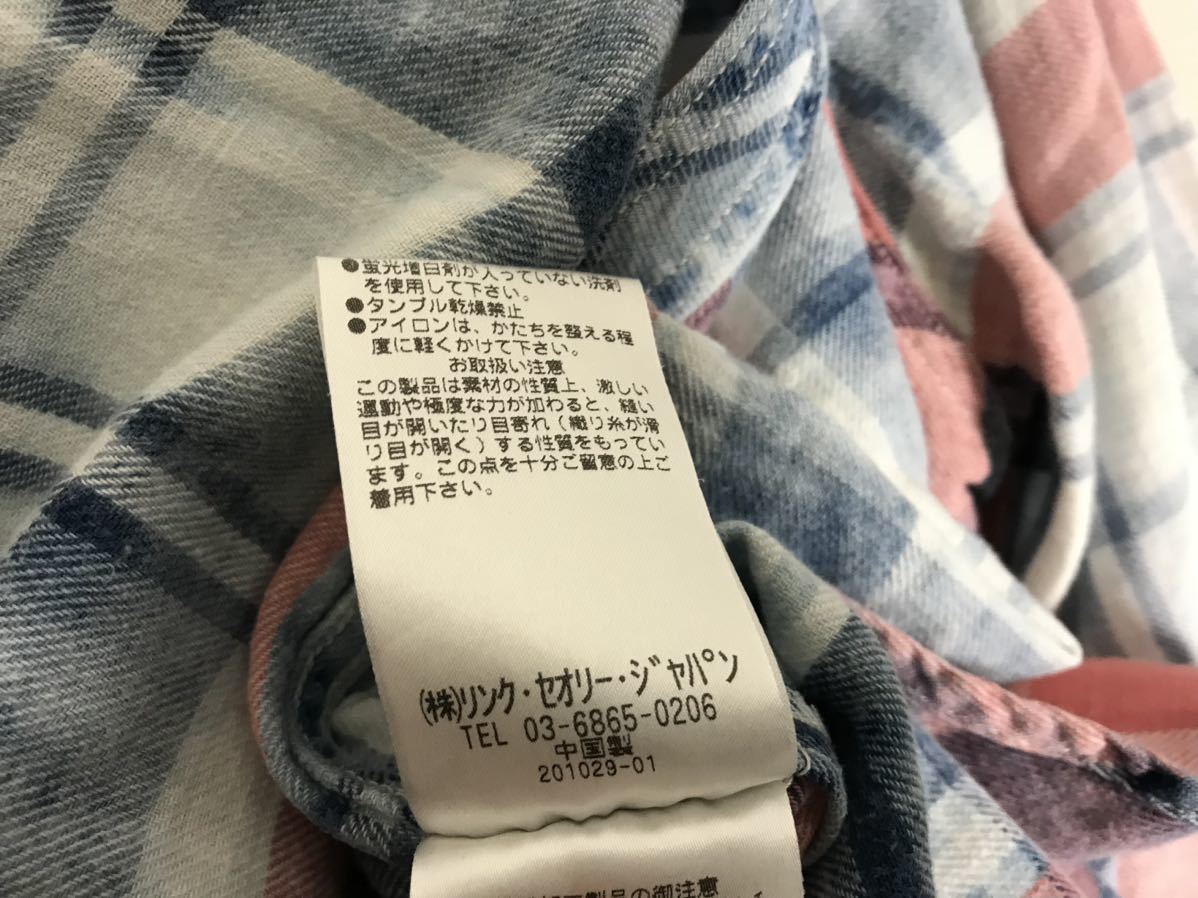 ●蛍光増白剤が入っていない洗剤
を使用して下さい。
●タンブル乾燥禁止
●アイロンは、かたちを整える程
度に軽くかけて下さい。
お取扱い注意
この製品は素材の性質上、激しい
運動や極度な力が加わると、縫い
目が開いたり目寄れ（織り糸が滑
り目が開く）する性質をもってい
ます。この点を十分ご留意の上ご
着用下さい。
(株)リンク・セオリー・ジャパン
TEL 03-6865-0206
中国製
201029-01
製品の御注意